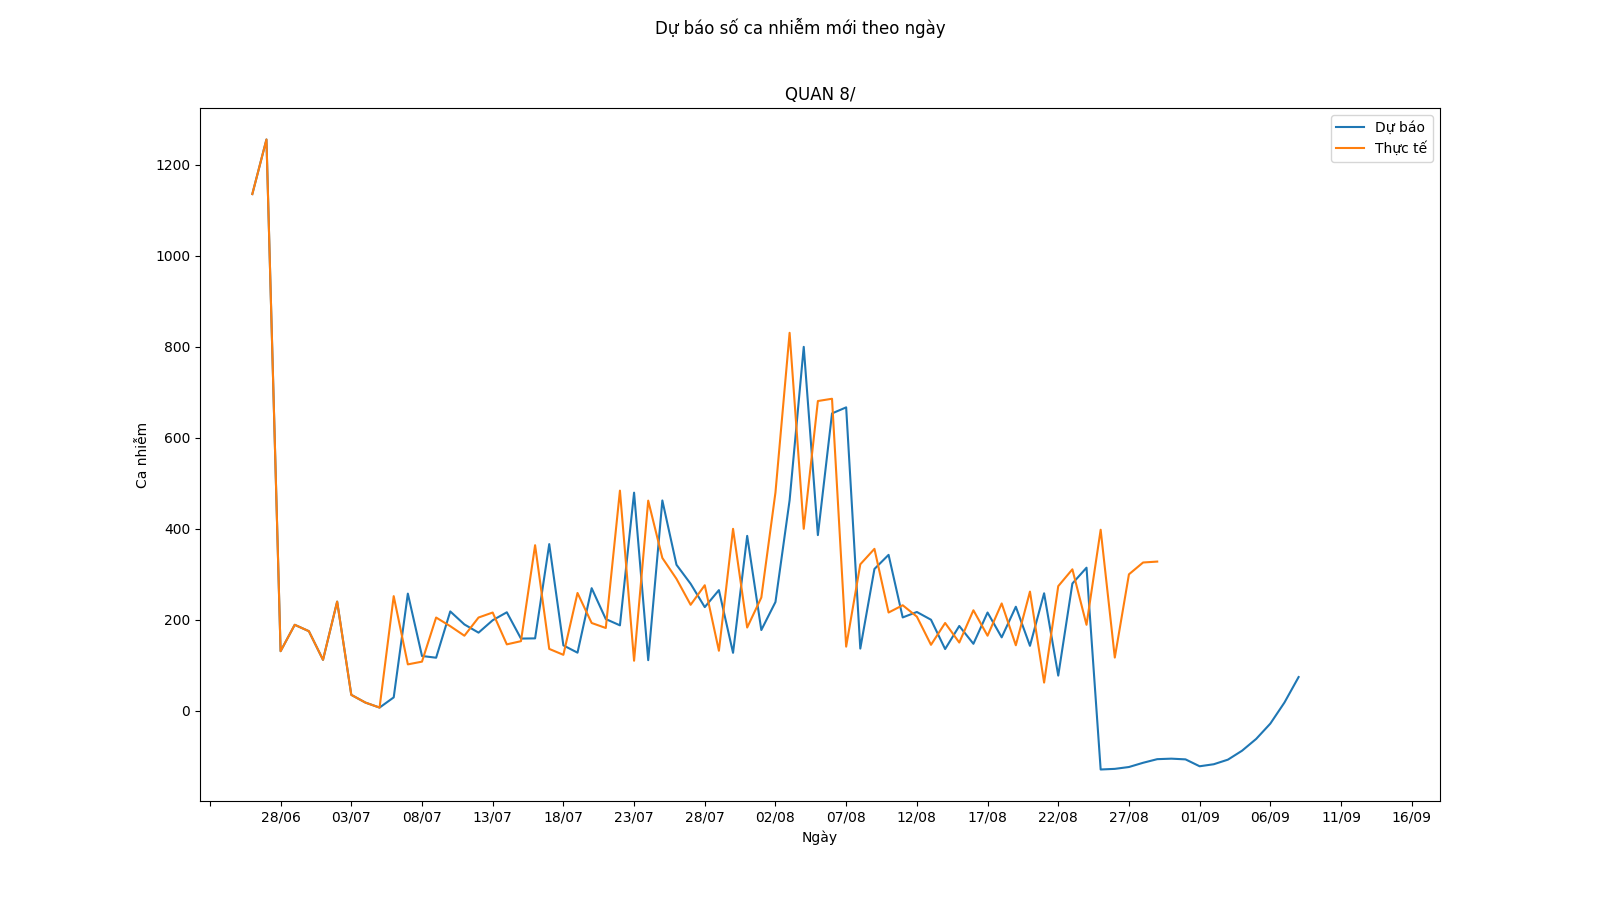 Dự báo số ca nhiễm mới theo ngày
QUAN 8/
Dự báo
Thực tế
1200
1000
800
600
400
200
0
Ca nhiễm
28/06 03/07 08/07 13/07 18/07 23/07 28/07 02/08 07/08 12/08 17/08 22/08 27/08 01/09 06/09 11/09 16/09
Ngày